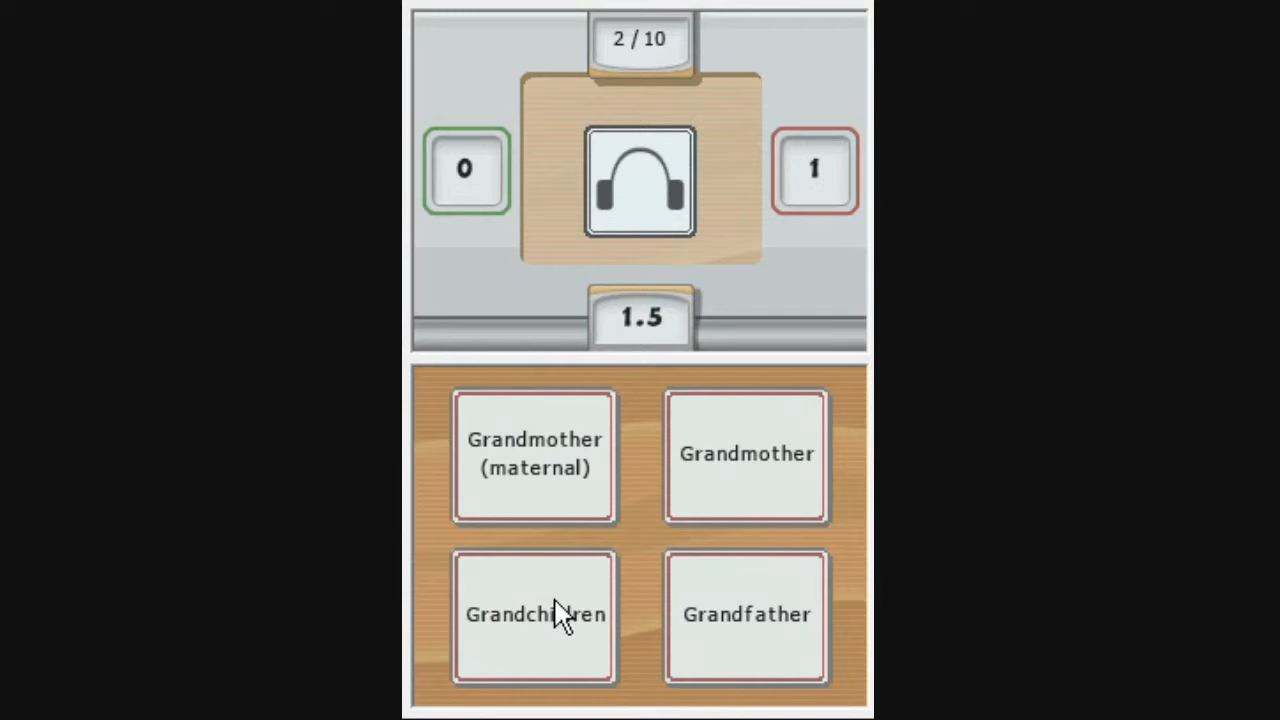 2 / 10
0
1
1.5
Grandmother
(maternal)
Grandmother
Grandchildren
Grandfather